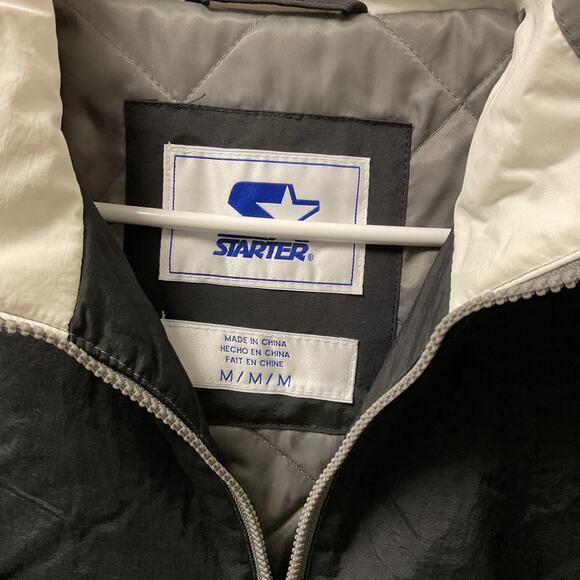 STARTER®
MADE IN CHINA
HECHO EN CHINA
FAIT EN CHINE
M/M/M